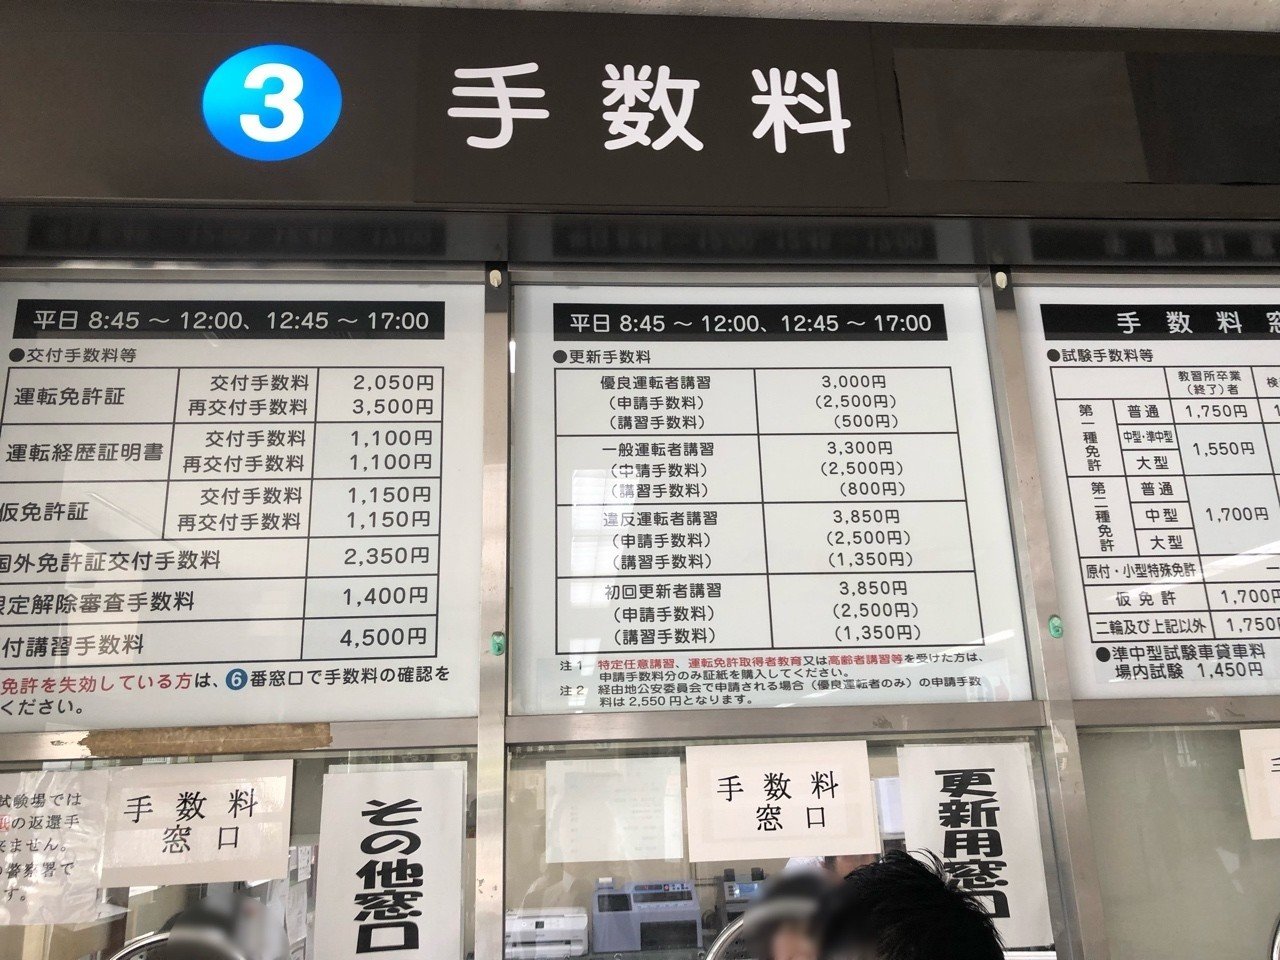 3 手数料
平日 8:45 ～ 12:00、12:45 ～ 17:00
●交付手数料等
運転免許証 交付手数料 2,050円
再交付手数料 3,500円
運転経歴証明書 交付手数料 1,100円
再交付手数料 1,100円
仮免許証 交付手数料 1,150円
再交付手数料 1,150円
国外免許証交付手数料 2,350円
限定解除審査手数料 1,400円
付講習手数料 4,500円
免許を失効している方は、❻番窓口で手数料の確認を
ください。
平日 8:45 ～ 12:00、12:45 ～ 17:00
●更新手数料
優良運転者講習 3,000円
(申請手数料) (2,500円)
(講習手数料) (500円)
一般運転者講習 3,300円
(申請手数料) (2,500円)
(講習手数料) (800円)
違反運転者講習 3,850円
(申請手数料) (2,500円)
(講習手数料) (1,350円)
初回更新者講習 3,850円
(申請手数料) (2,500円)
(講習手数料) (1,350円)
注1 特定任意講習、運転免許取得者教育又は高齢者講習等を受けた方は、
申請手数料分のみ証紙を購入してください。
注2 経由地公安委員会で申請される場合（優良運転者のみ）の申請手数
料は2,550円となります。
手数料窓
●試験手数料等
教習所卒業
(終了)者 検
第一種免許 普通 1,750円
中型・準中型 1,550円
大型
第二種免許 普通
中型 1,700円
大型
原付・小型特殊免許
仮免許 1,700円
二輪及び上記以外 1,750
●準中型試験車貸車料
場内試験 1,450円
試験場では
の返還手
ません。
警察署で
す。
手数料
窓口
その他窓口
手数料
窓口
更新用窓口